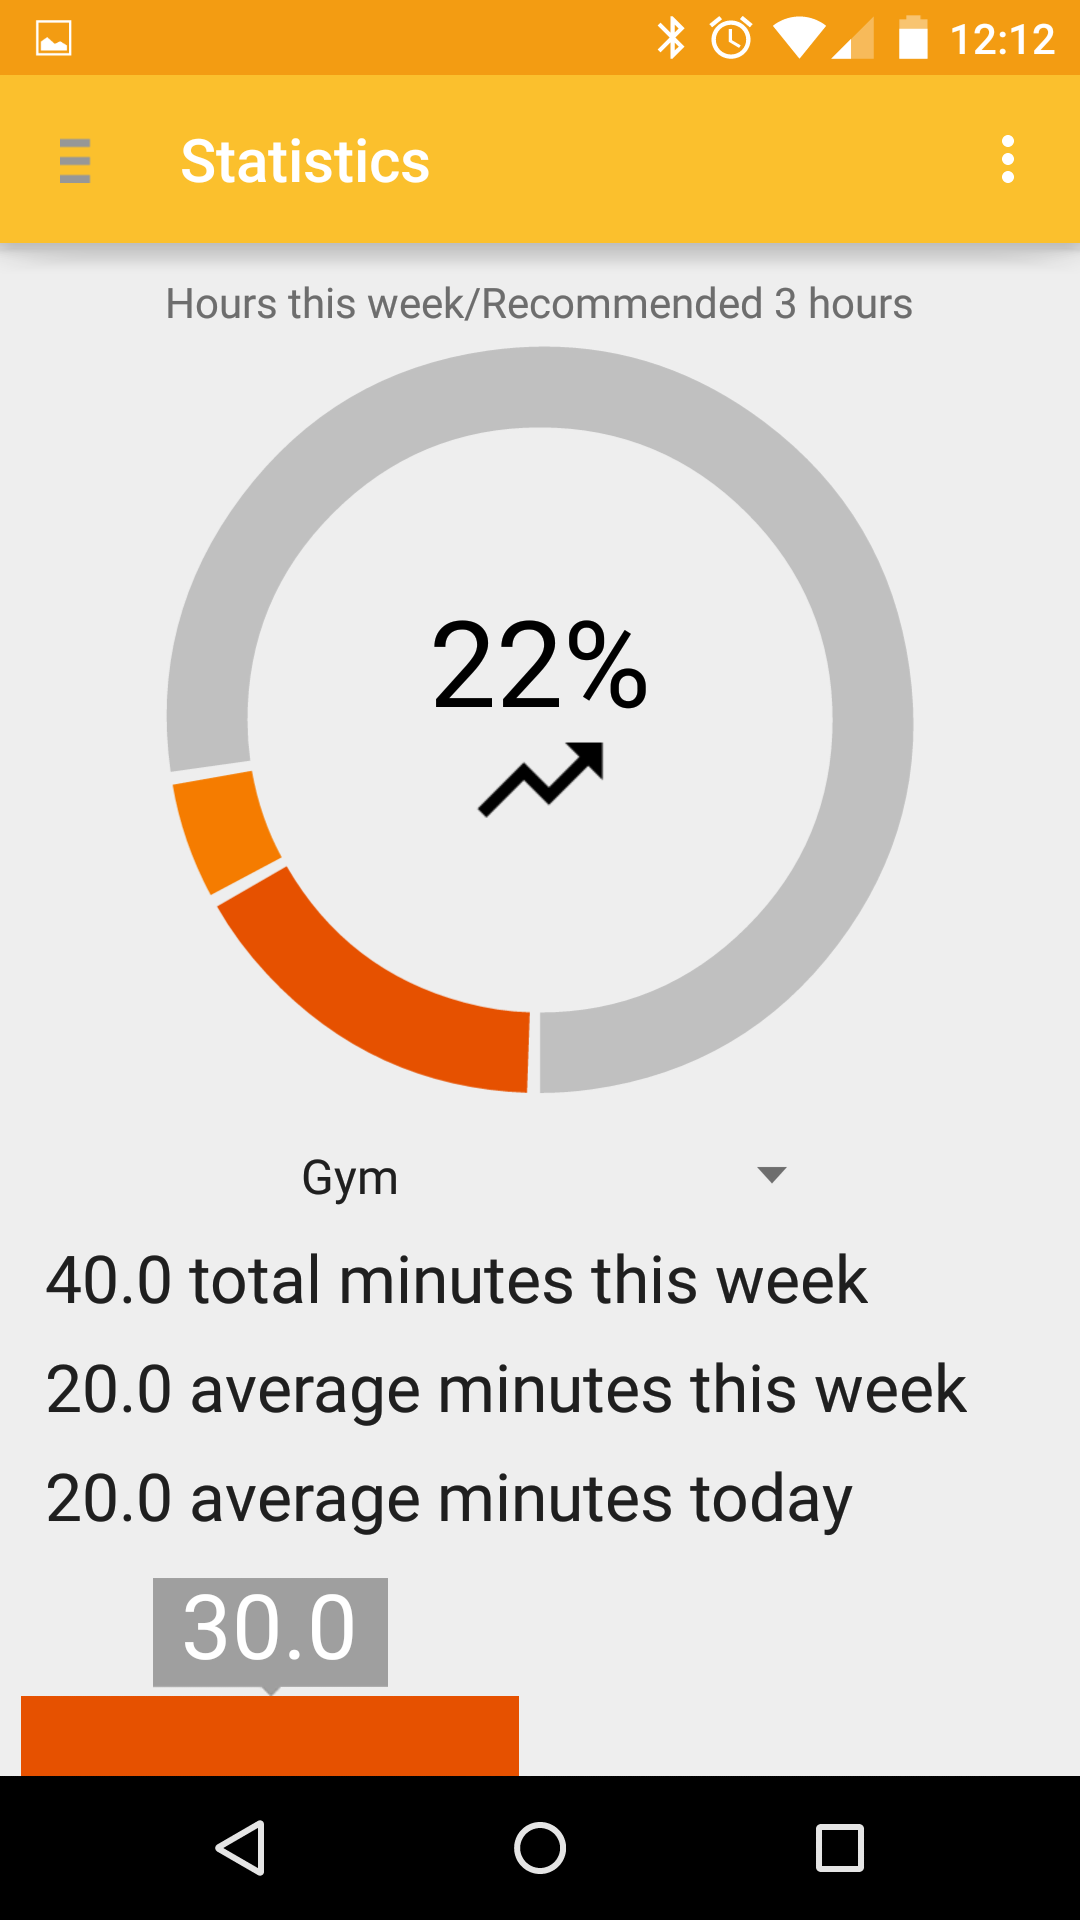 12:12
Statistics
Hours this week/Recommended 3 hours
22%
Gym
40.0 total minutes this week
20.0 average minutes this week
20.0 average minutes today
30.0